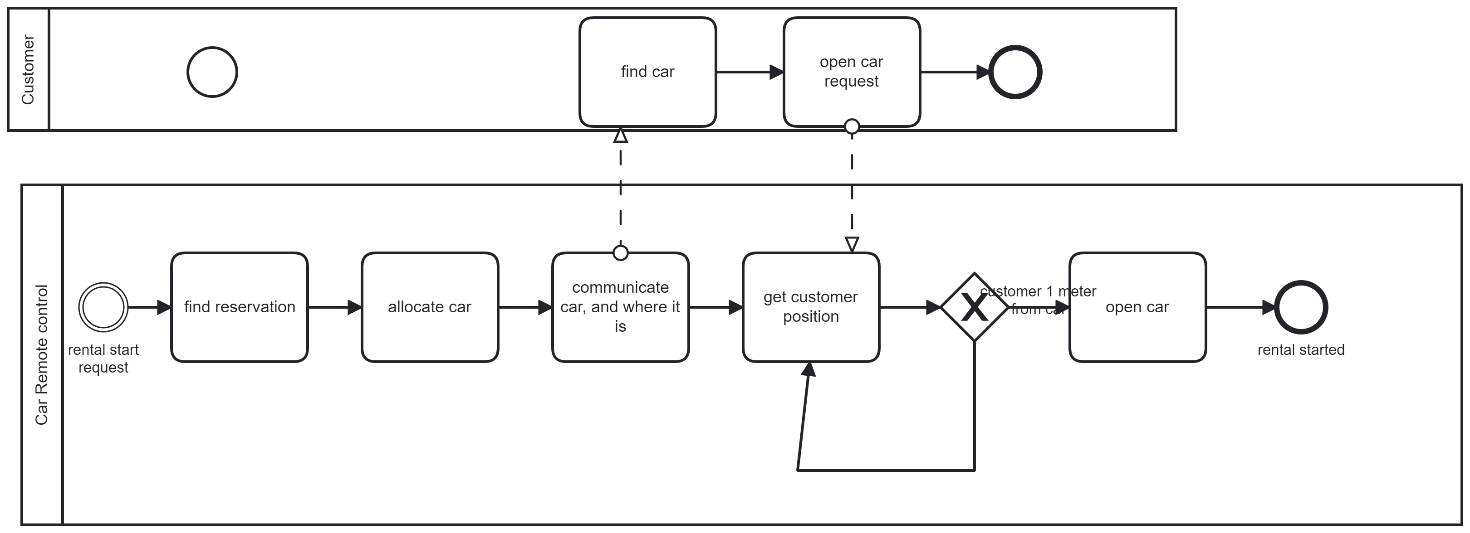 Customer
find car
open car
request
Car Remote control
rental start
request
find reservation
allocate car
communicate
car, and where it
is
get customer
position
customer 1 meter
from car
open car
rental started